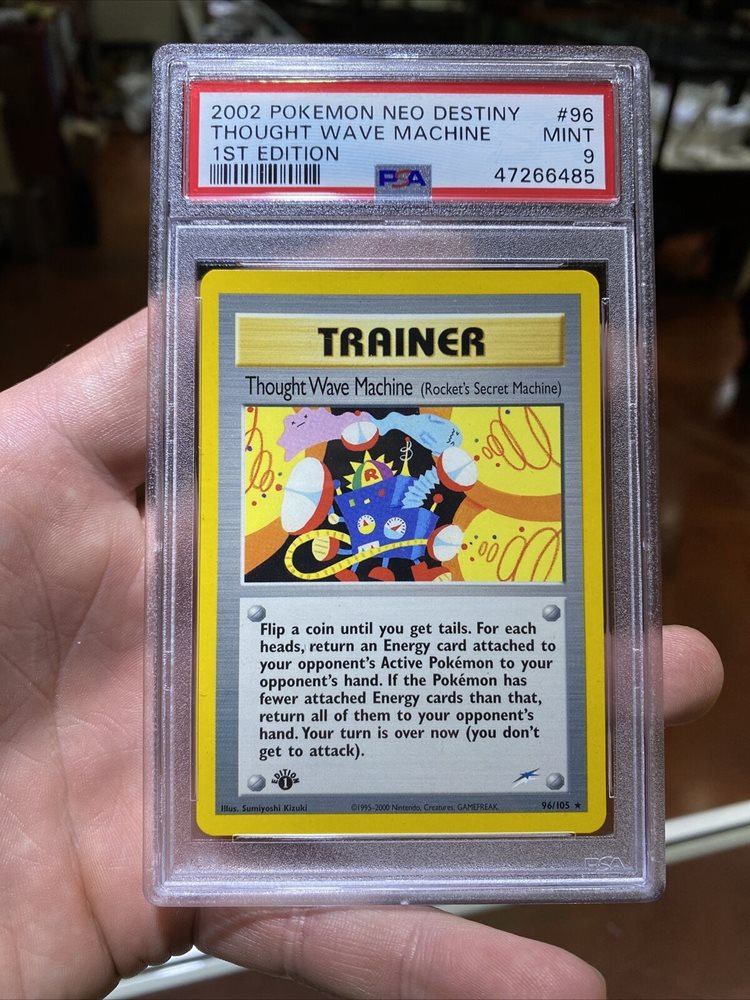 2002 POKEMON NEO DESTINY #96
THOUGHT WAVE MACHINE MINT
1ST EDITION 9
PSA 47266485
TRAINER
Thought Wave Machine (Rocket's Secret Machine)
R
Flip a coin until you get tails. For each
heads, return an Energy card attached to
your opponent's Active Pokémon to your
opponent's hand. If the Pokémon has
fewer attached Energy cards than that,
return all of them to your opponent's
hand. Your turn is over now (you don't
get to attack).
EDITION
1
Illus. Sumiyoshi Kizuki ©1995-2000 Nintendo, Creatures, GAMEFREAK. 96/105 ★
PSA